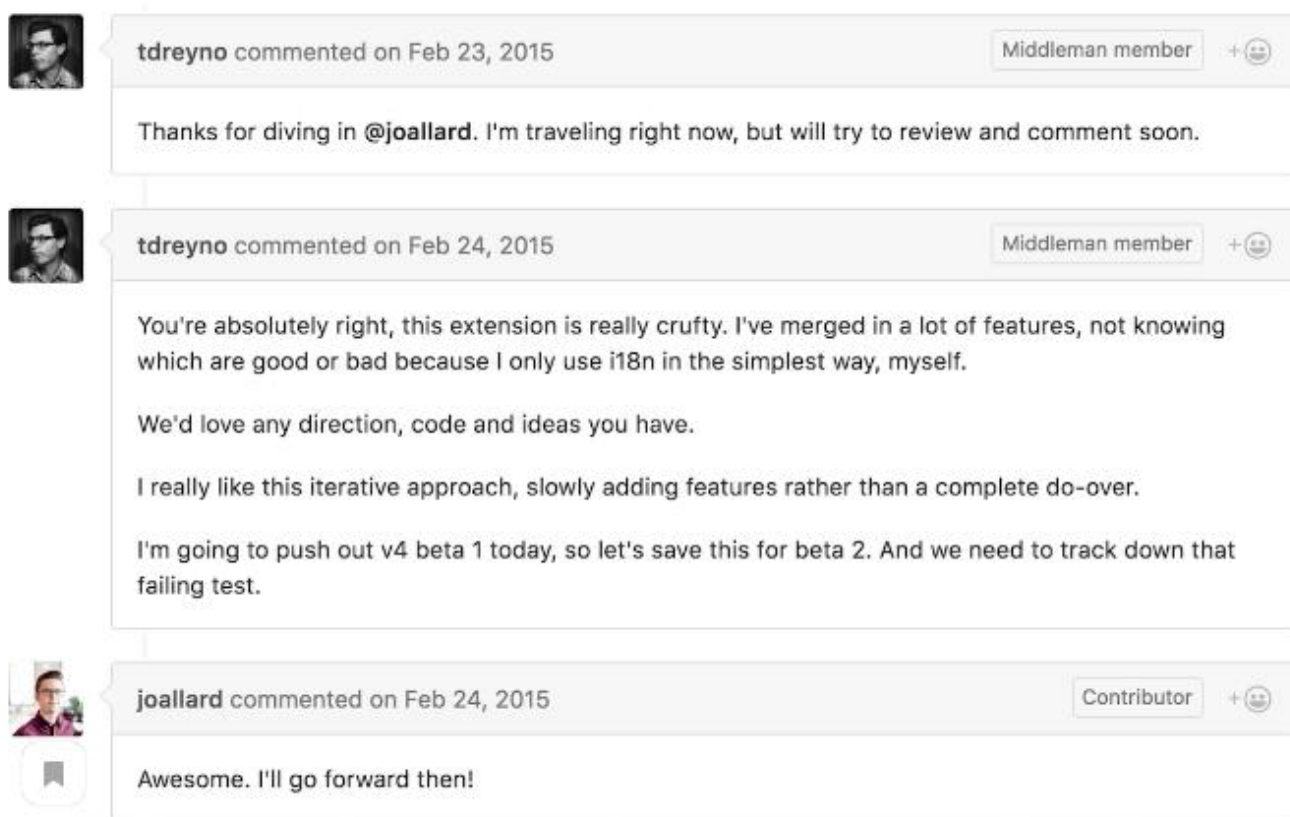 tdreyno commented on Feb 23, 2015 Middleman member
Thanks for diving in @joallard. I'm traveling right now, but will try to review and comment soon.
tdreyno commented on Feb 24, 2015 Middleman member
You're absolutely right, this extension is really crufty. I've merged in a lot of features, not knowing
which are good or bad because I only use i18n in the simplest way, myself.
We'd love any direction, code and ideas you have.
I really like this iterative approach, slowly adding features rather than a complete do-over.
I'm going to push out v4 beta 1 today, so let's save this for beta 2. And we need to track down that
failing test.
joallard commented on Feb 24, 2015 Contributor
Awesome. I'll go forward then!